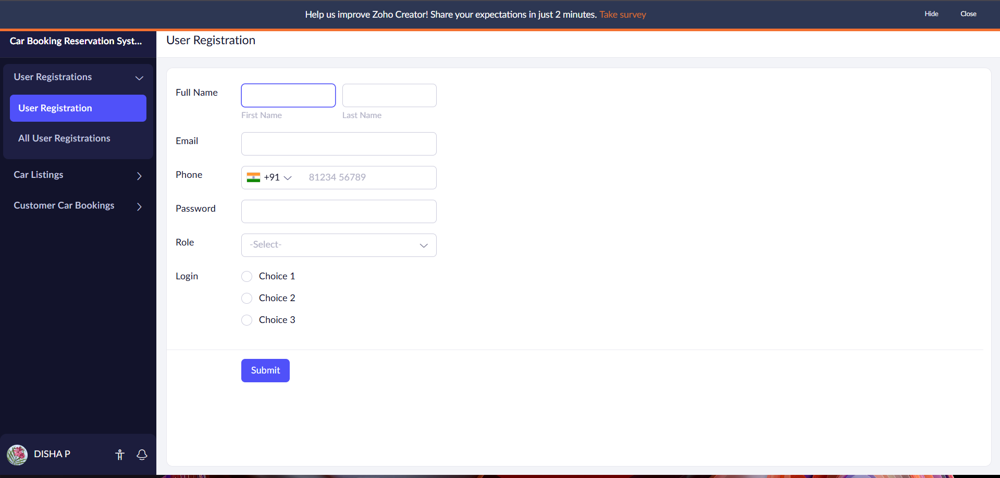 Help us improve Zoho Creator! Share your expectations in just 2 minutes. Take survey
Hide
Close
Car Booking Reservation Syst...
User Registrations
User Registration
All User Registrations
Car Listings
Customer Car Bookings
DISHA P
User Registration
Full Name
First Name
Last Name
Email
Phone
+91
81234 56789
Password
Role
-Select-
Login
Choice 1
Choice 2
Choice 3
Submit